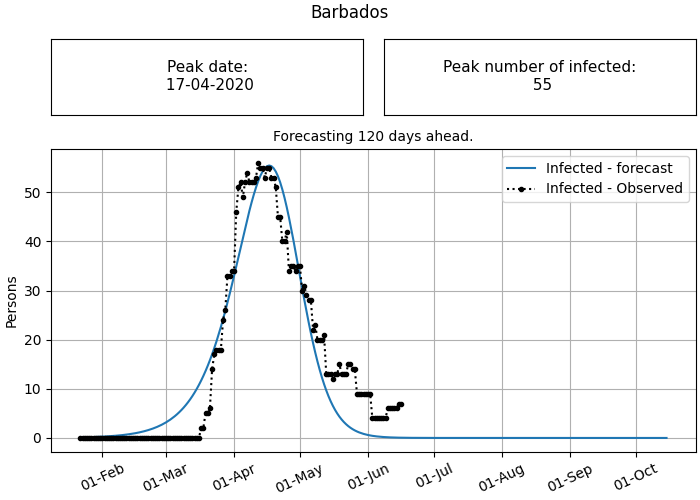 Barbados
Peak date:
17-04-2020
Peak number of infected:
55
Forecasting 120 days ahead.
Infected - forecast
Infected - Observed
Persons
50
40
30
20
10
0
01-Feb
01-Mar
01-Apr
01-May
01-Jun
01-Jul
01-Aug
01-Sep
01-Oct